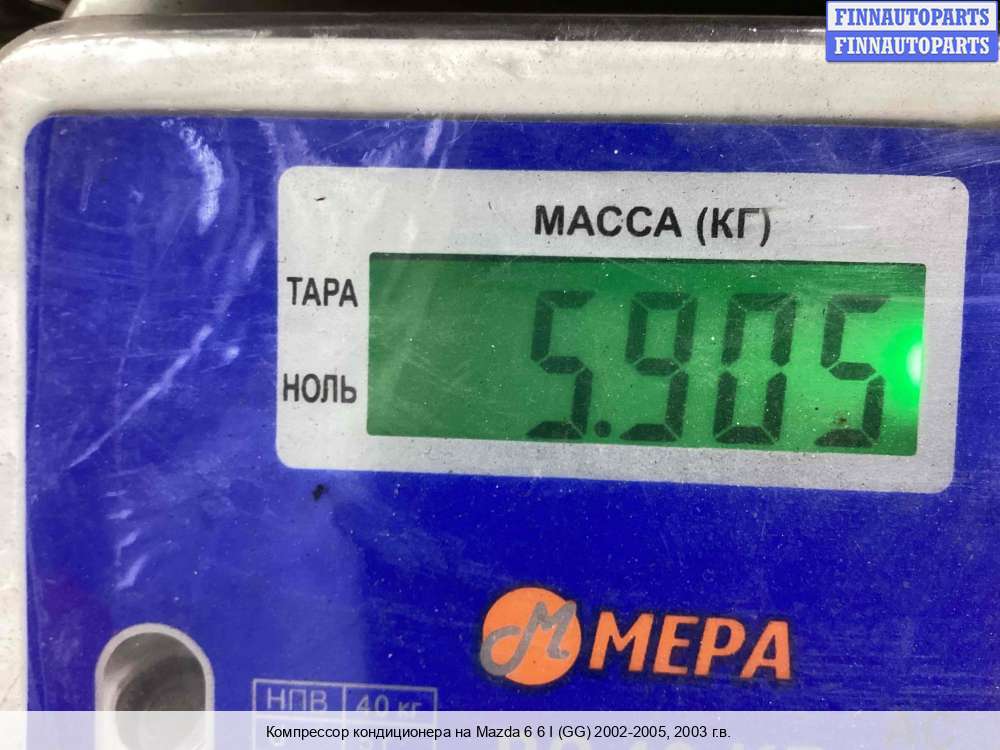 FINNAUTOPARTS
FINNAUTOPARTS
МАССА (КГ)
ТАРА
5.905
НОЛЬ
МЕРА
НПВ 40 кг
Компрессор кондиционера на Mazda 6 6 I (GG) 2002-2005, 2003 г.в.